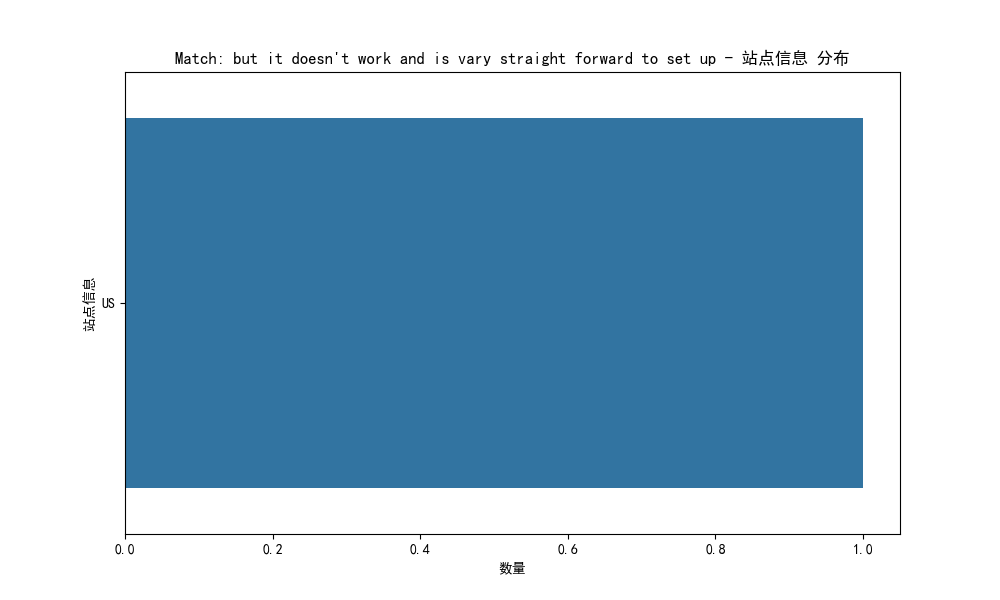 Match: but it doesn't work and is vary straight forward to set up - 站点信息 分布
站点信息
US
0.0 0.2 0.4 0.6 0.8 1.0
数量